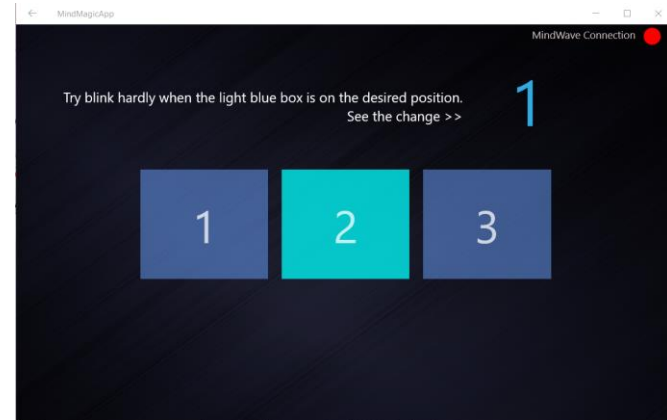 MindMagicApp
MindWave Connection
Try blink hardly when the light blue box is on the desired position.
See the change >>
1
1
2
3